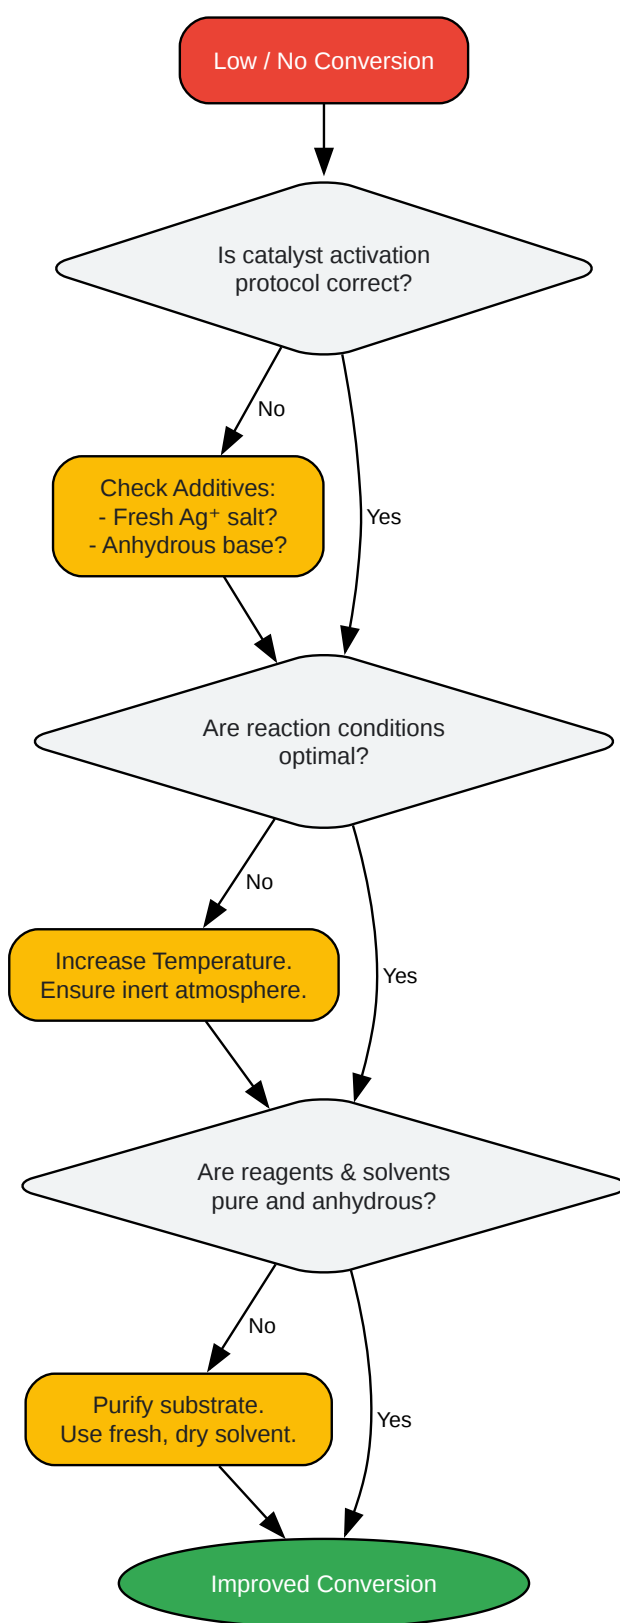 Low / No Conversion
Is catalyst activation
protocol correct?
No
Check Additives:
- Fresh Ag⁺ salt?
- Anhydrous base?
Yes
Are reaction conditions
optimal?
No
Increase Temperature.
Ensure inert atmosphere.
Yes
Are reagents & solvents
pure and anhydrous?
No
Purify substrate.
Use fresh, dry solvent.
Yes
Improved Conversion